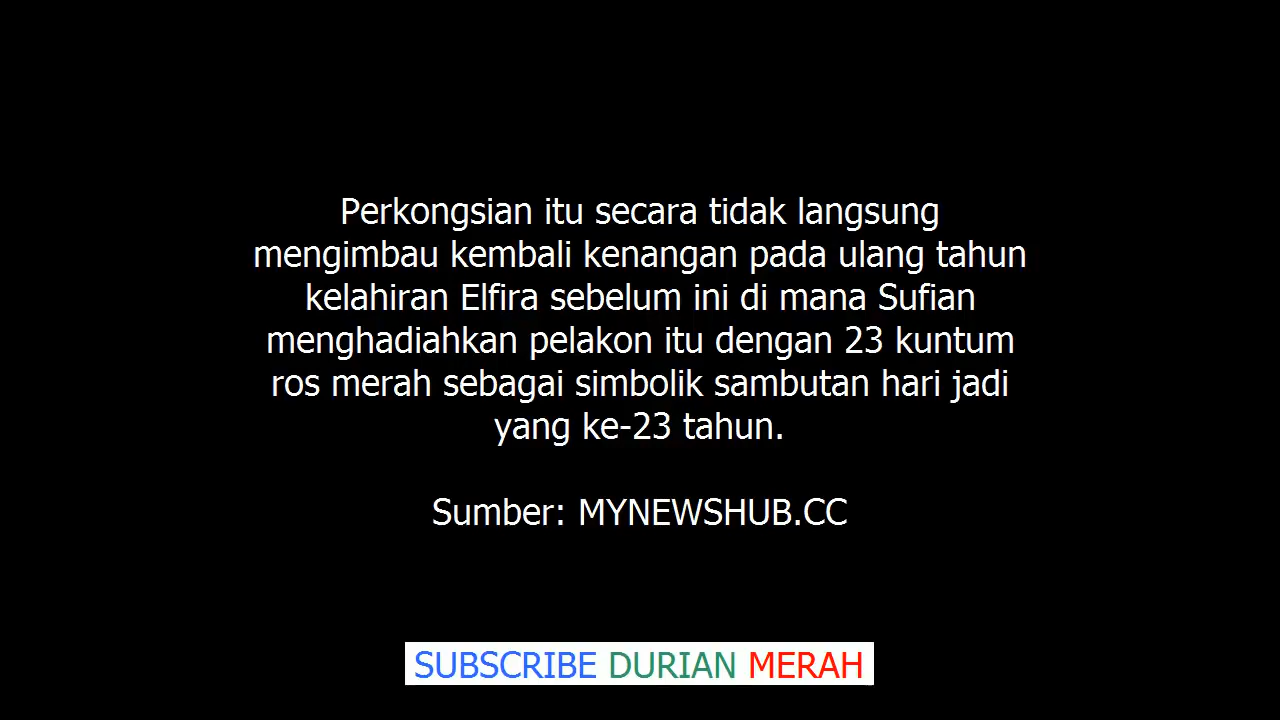 Perkongsian itu secara tidak langsung
mengimbau kembali kenangan pada ulang tahun
kelahiran Elfira sebelum ini di mana Sufian
menghadiahkan pelakon itu dengan 23 kuntum
ros merah sebagai simbolik sambutan hari jadi
yang ke-23 tahun.
Sumber: MYNEWSHUB.CC
SUBSCRIBE DURIAN MERAH